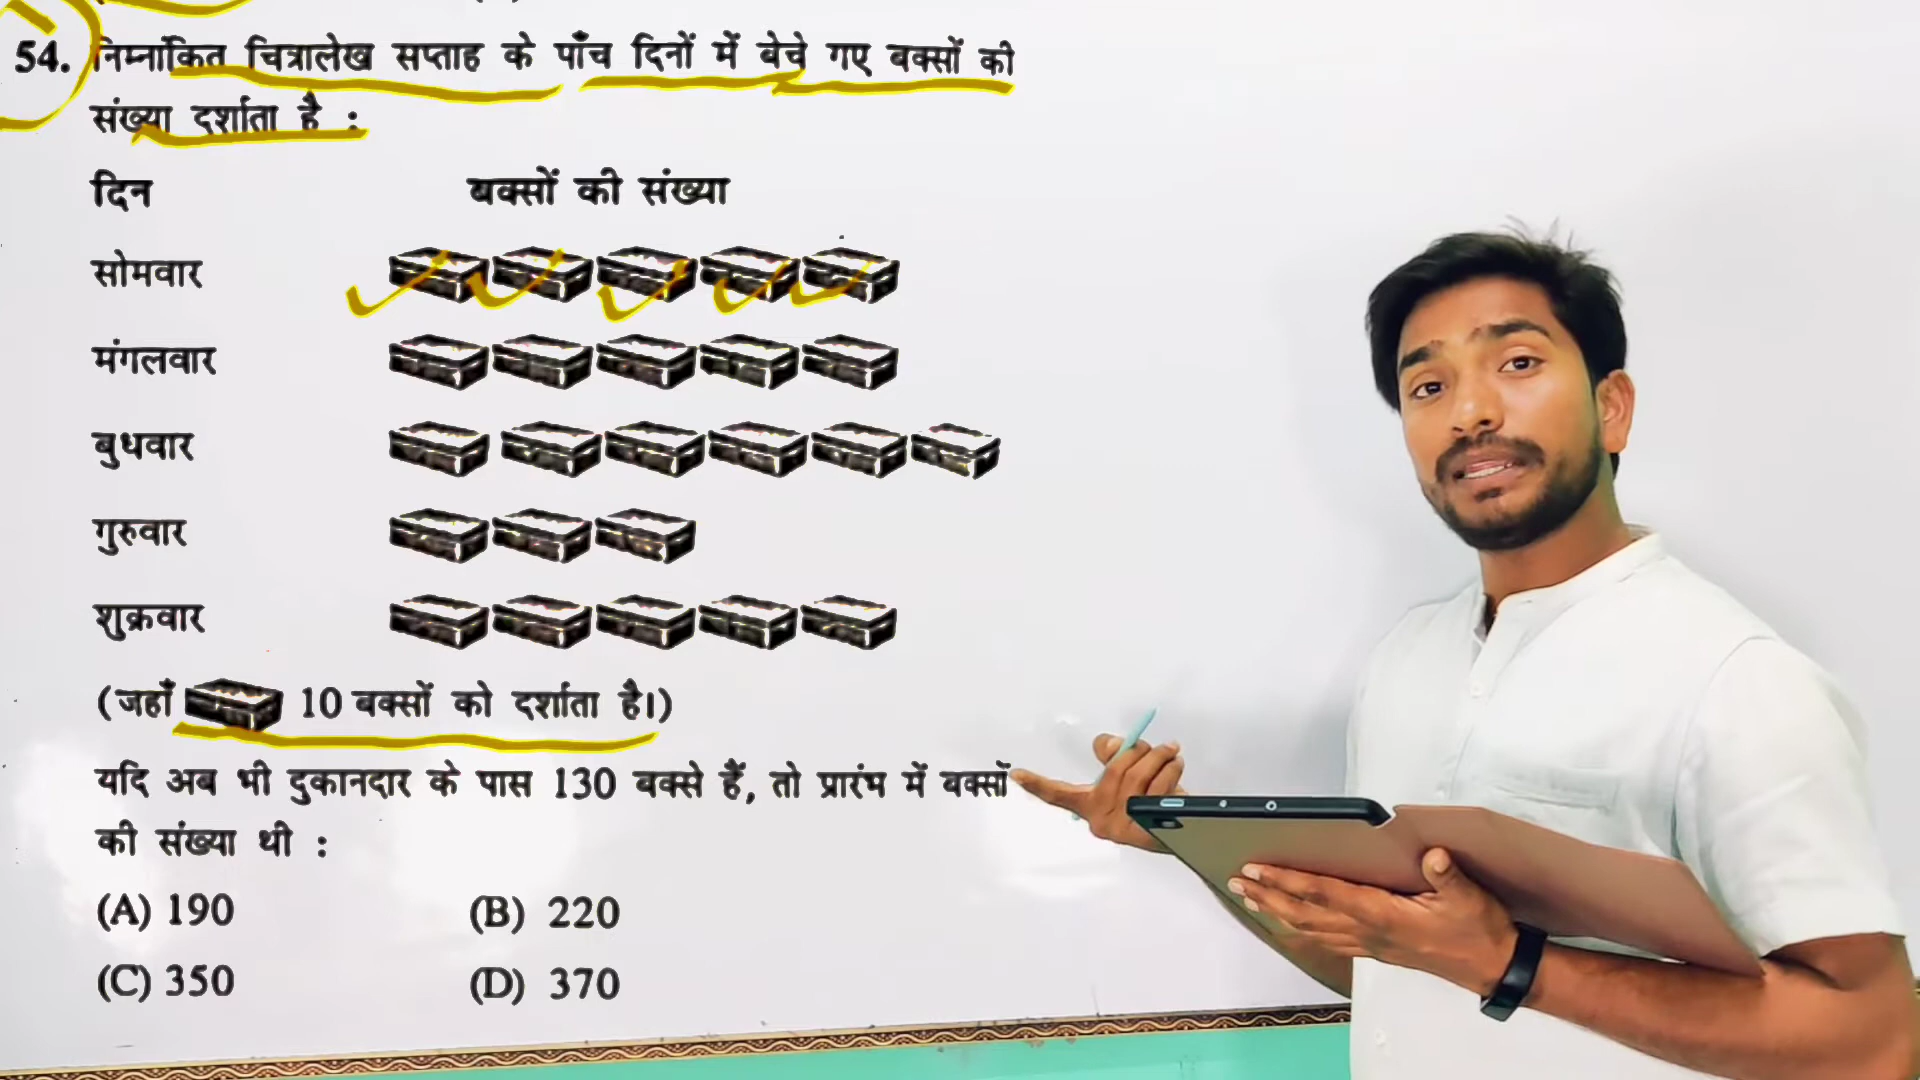 54. निम्नांकित चित्रालेख सप्ताह के पाँच दिनों में बेचे गए बक्सों की
संख्या दर्शाता है :
दिन बक्सों की संख्या
सोमवार
मंगलवार
बुधवार
गुरुवार
शुक्रवार
(जहाँ 10 बक्सों को दर्शाता है।)
यदि अब भी दुकानदार के पास 130 बक्से हैं, तो प्रारंभ में बक्सों
की संख्या थी :
(A) 190 (B) 220
(C) 350 (D) 370